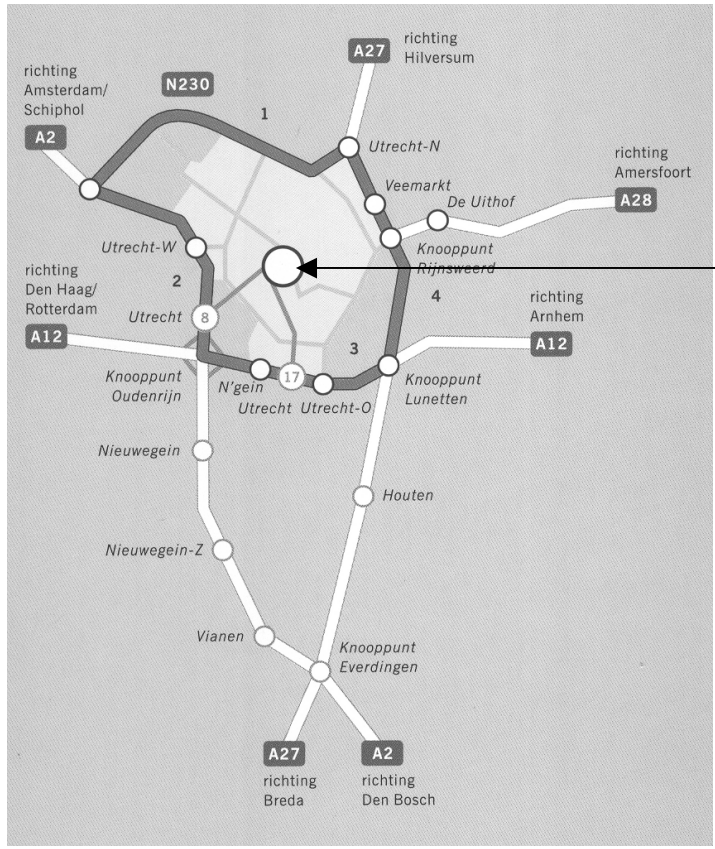 A27
richting
Hilversum
richting
Amsterdam/
Schiphol
A2
N230
1
Utrecht-N
Veemarkt
De Uithof
richting
Amersfoort
A28
Knooppunt
Rijnsweerd
Utrecht-W
2
4
richting
Den Haag/
Rotterdam
A12
Utrecht
8
richting
Arnhem
A12
3
Knooppunt
Oudenrijn
N'gein
17
Utrecht
Utrecht-O
Knooppunt
Lunetten
Nieuwegein
Houten
Nieuwegein-Z
Vianen
Knooppunt
Everdingen
A27
richting
Breda
A2
richting
Den Bosch